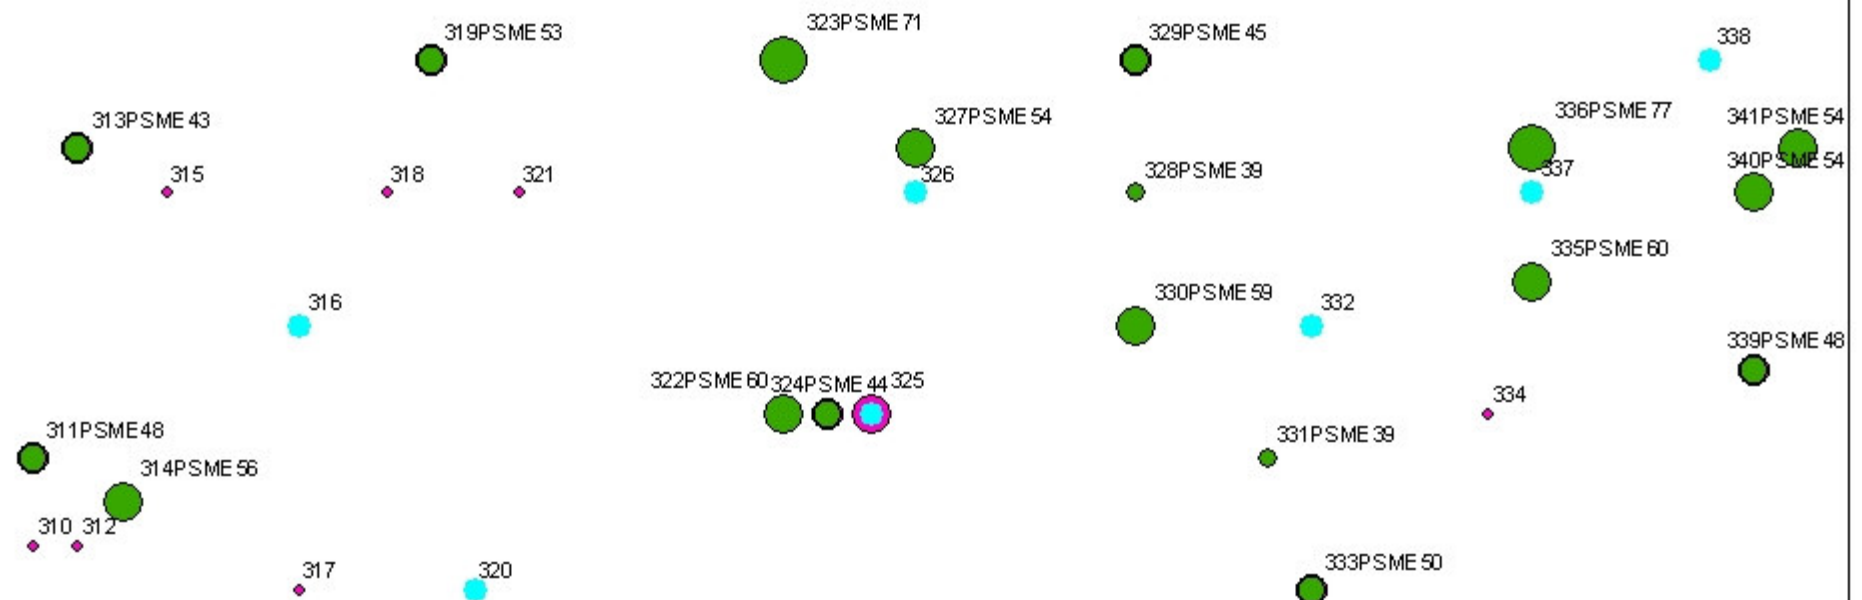 323PSME 71
319PSME 53
329PSME 45
338
336PSME 77
341PSME 54
327PSME 54
313PSME 43
340PSME 54
337
328PSME 39
315
318
321
326
335PSME 60
330PSME 59
316
332
339PSME 48
322PSME 60
324PSME 44
325
334
311PSME48
331PSME 39
314PSME 56
310
312
333PSME 50
317
320